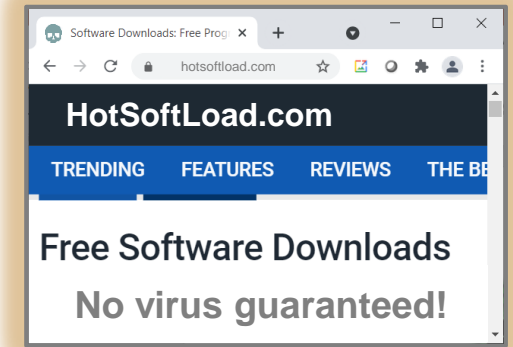 Software Downloads: Free Prog
hotsoftload.com
HotSoftLoad.com
TRENDING FEATURES REVIEWS THE BE
Free Software Downloads
No virus guaranteed!